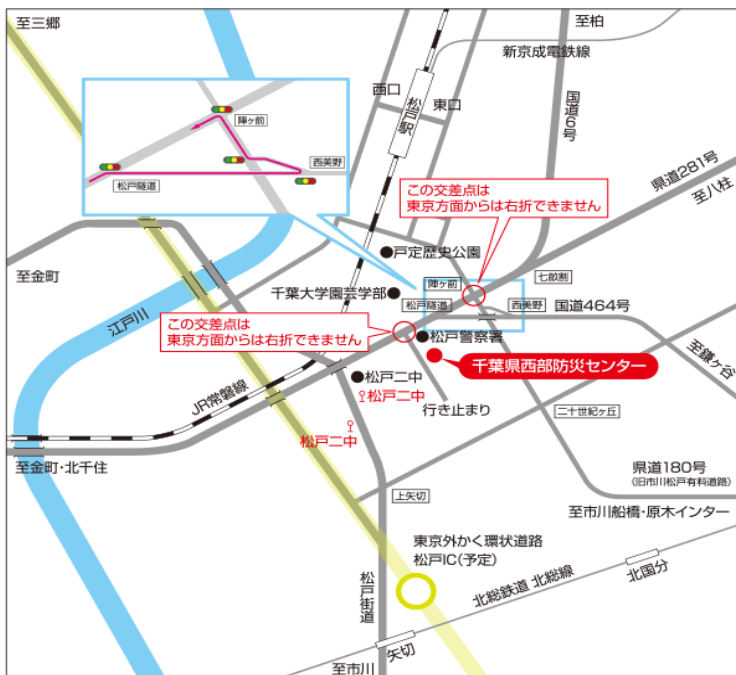 至三郷
至柏
新京成電鉄線
西口
東口
松戸駅
国道6号
陣ヶ前
西美野
松戸隧道
この交差点は
東京方面からは右折できません
県道281号
至八柱
戸定歴史公園
七畝割
至金町
千葉大学園芸学部
陣ヶ前
松戸隧道
西美野
国道464号
江戸川
この交差点は
東京方面からは右折できません
松戸警察署
千葉県西部防災センター
至鎌ヶ谷
JR常磐線
松戸二中
松戸二中
行き止まり
二十世紀ヶ丘
松戸二中
至金町・北千住
県道180号
(旧市川松戸有料道路)
上矢切
至市川船橋・原木インター
東京外かく環状道路
松戸IC(予定)
松戸街道
北総鉄道 北総線
北国分
矢切
至市川